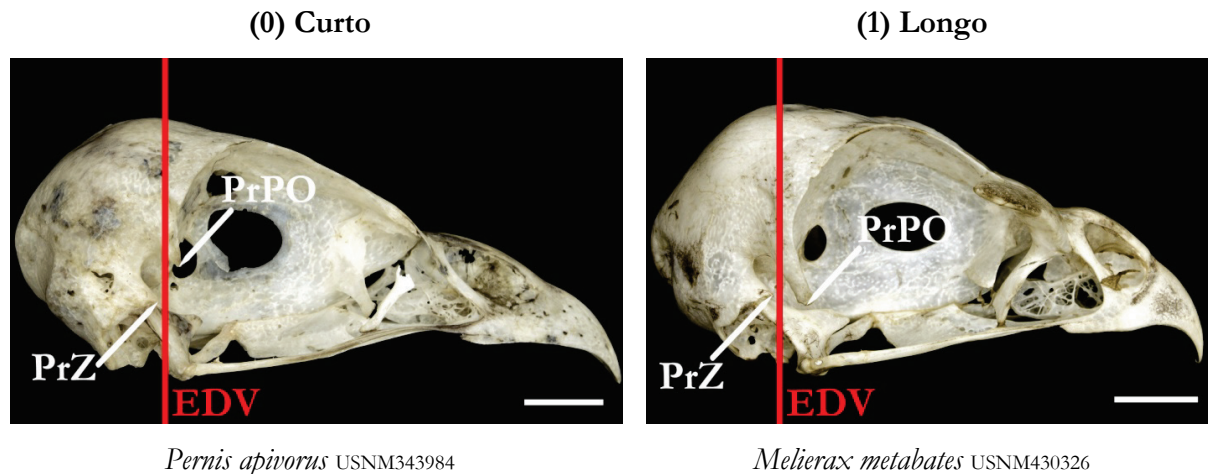 (0) Curto
(1) Longo
PrPO
PrZ
EDV
PrPO
PrZ
EDV
Pernis apivorus USNM343984
Melierax metabates USNM430326